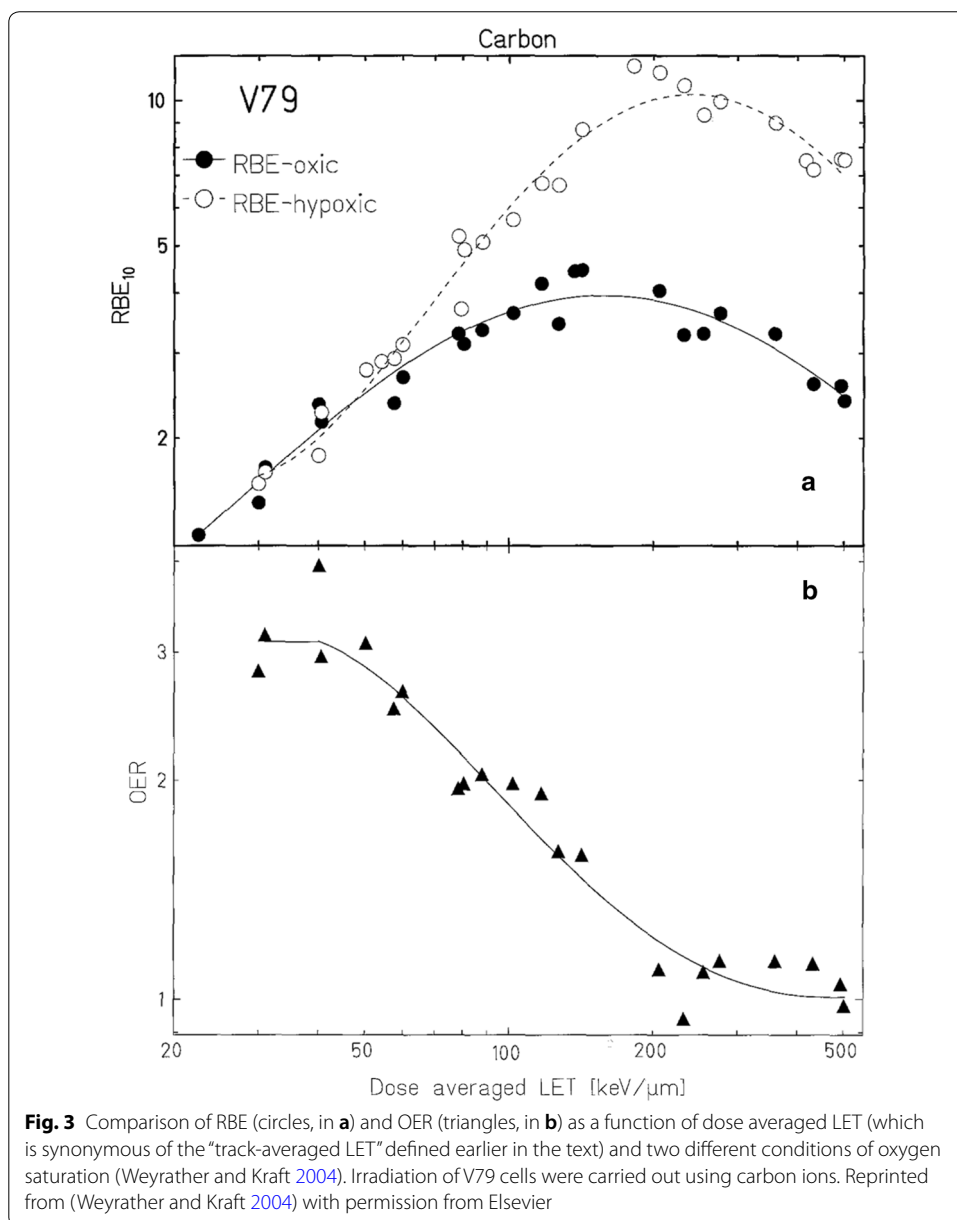 Carbon
V79
RBE-oxic
RBE-hypoxic
10
5
2
RBE10
a
b
3
2
1
OER
20 50 100 200 500
Dose averaged LET [keV/μm]
Fig. 3 Comparison of RBE (circles, in a) and OER (triangles, in b) as a function of dose averaged LET (which
is synonymous of the “track-averaged LET” defined earlier in the text) and two different conditions of oxygen
saturation (Weyrather and Kraft 2004). Irradiation of V79 cells were carried out using carbon ions. Reprinted
from (Weyrather and Kraft 2004) with permission from Elsevier